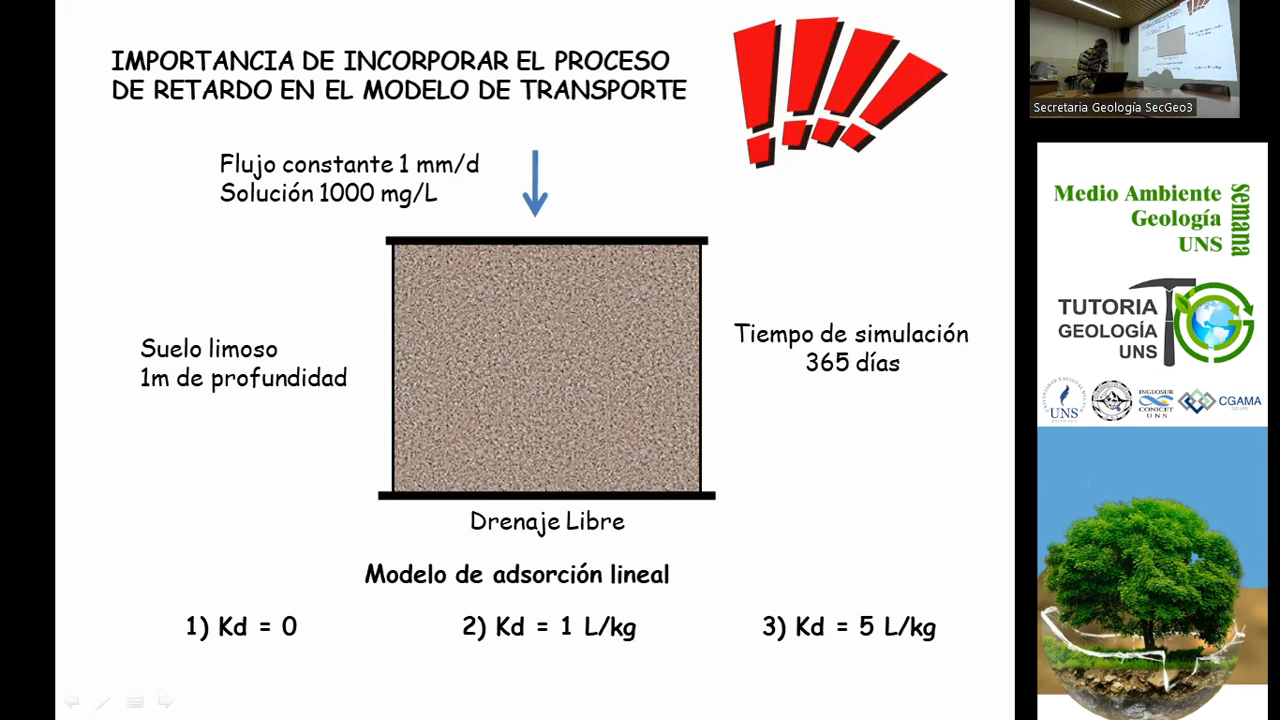 IMPORTANCIA DE INCORPORAR EL PROCESO
DE RETARDO EN EL MODELO DE TRANSPORTE
Flujo constante 1 mm/d
Solución 1000 mg/L
Suelo limoso
1m de profundidad
Tiempo de simulación
365 días
Drenaje Libre
Modelo de adsorción lineal
1) Kd = 0
2) Kd = 1 L/kg
3) Kd = 5 L/kg
Secretaria Geología SecGeo3
Medio Ambiente
Geología
UNS
semana
TUTORIA
GEOLOGÍA
UNS
UNS
INGEOSUR
CONICET
UNS
CGAMA